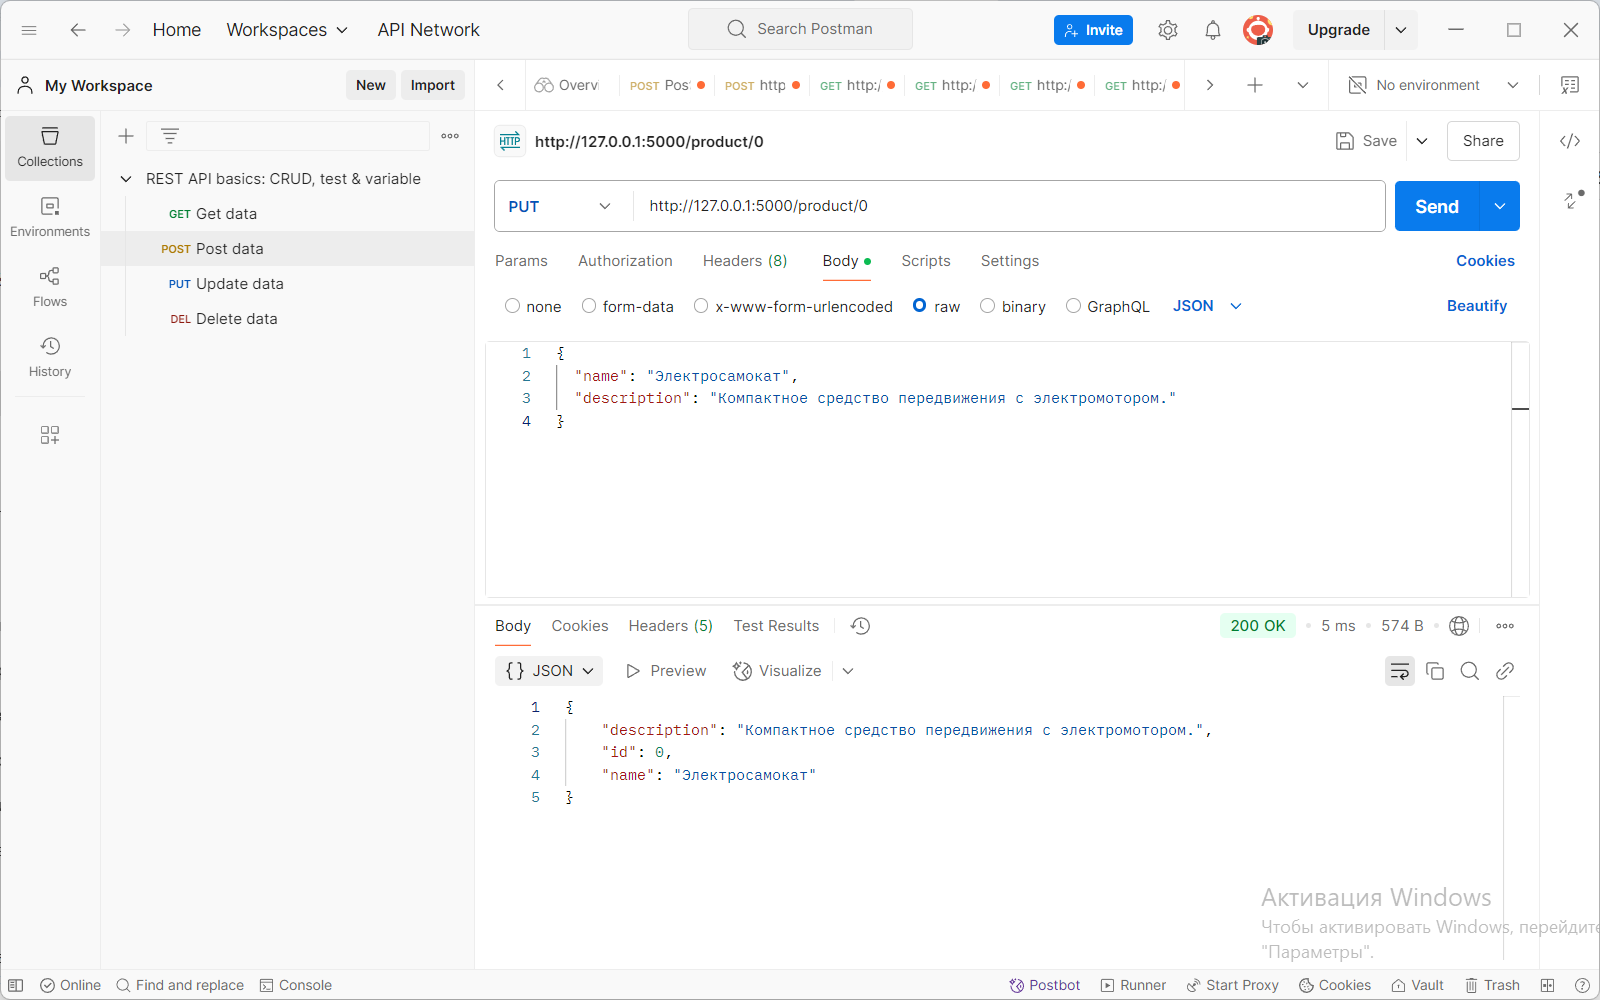 Home
Workspaces
API Network
Search Postman
Invite
Upgrade
My Workspace
New
Import
Overvi
POST Pos
POST http
GET http:/
GET http:/
GET http:/
GET http:/
No environment
Collections
Environments
Flows
History
REST API basics: CRUD, test & variable
GET Get data
POST Post data
PUT Update data
DEL Delete data
HTTP http://127.0.0.1:5000/product/0
Save
Share
PUT
http://127.0.0.1:5000/product/0
Send
Params
Authorization
Headers (8)
Body
Scripts
Settings
Cookies
none
form-data
x-www-form-urlencoded
raw
binary
GraphQL
JSON
Beautify
1 {
2 "name": "Электросамокат",
3 "description": "Компактное средство передвижения с электромотором."
4 }
Body
Cookies
Headers (5)
Test Results
200 OK
5 ms
574 B
{} JSON
Preview
Visualize
1 {
2 "description": "Компактное средство передвижения с электромотором.",
3 "id": 0,
4 "name": "Электросамокат"
5 }
Активация Windows
Чтобы активировать Windows, перейдите
"Параметры".
Online
Find and replace
Console
Postbot
Runner
Start Proxy
Cookies
Vault
Trash